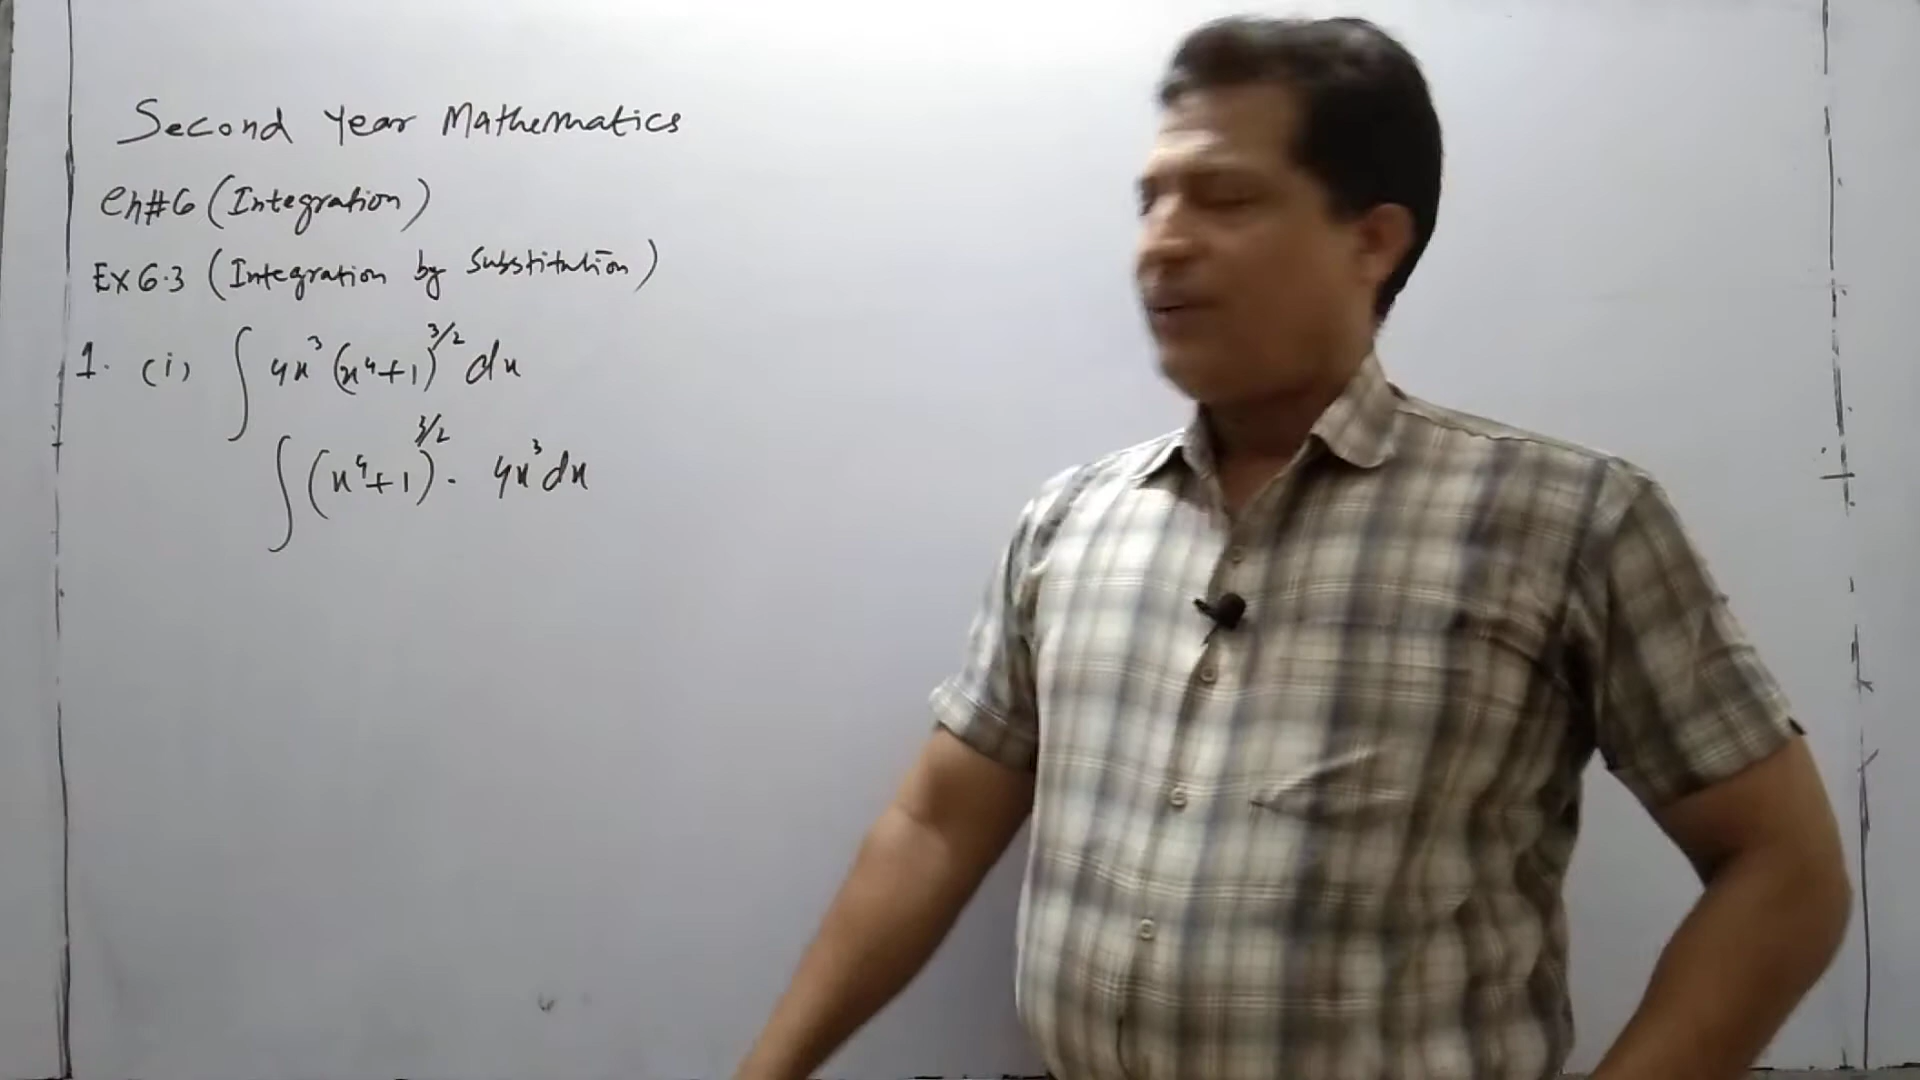 Second Year Mathematics
Ch#6 (Integration)
Ex 6.3 (Integration by Substitution)
1. (i) ∫ 4x³ (x⁴+1)^3/2 dx
∫ (x⁴+1)^3/2 . 4x³ dx